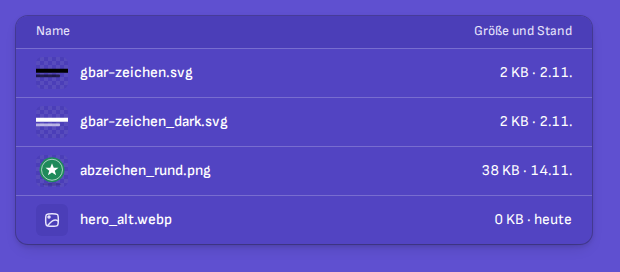 Name Größe und Stand
gbar-zeichen.svg 2 KB · 2.11.
gbar-zeichen_dark.svg 2 KB · 2.11.
abzeichen_rund.png 38 KB · 14.11.
hero_alt.webp 0 KB · heute